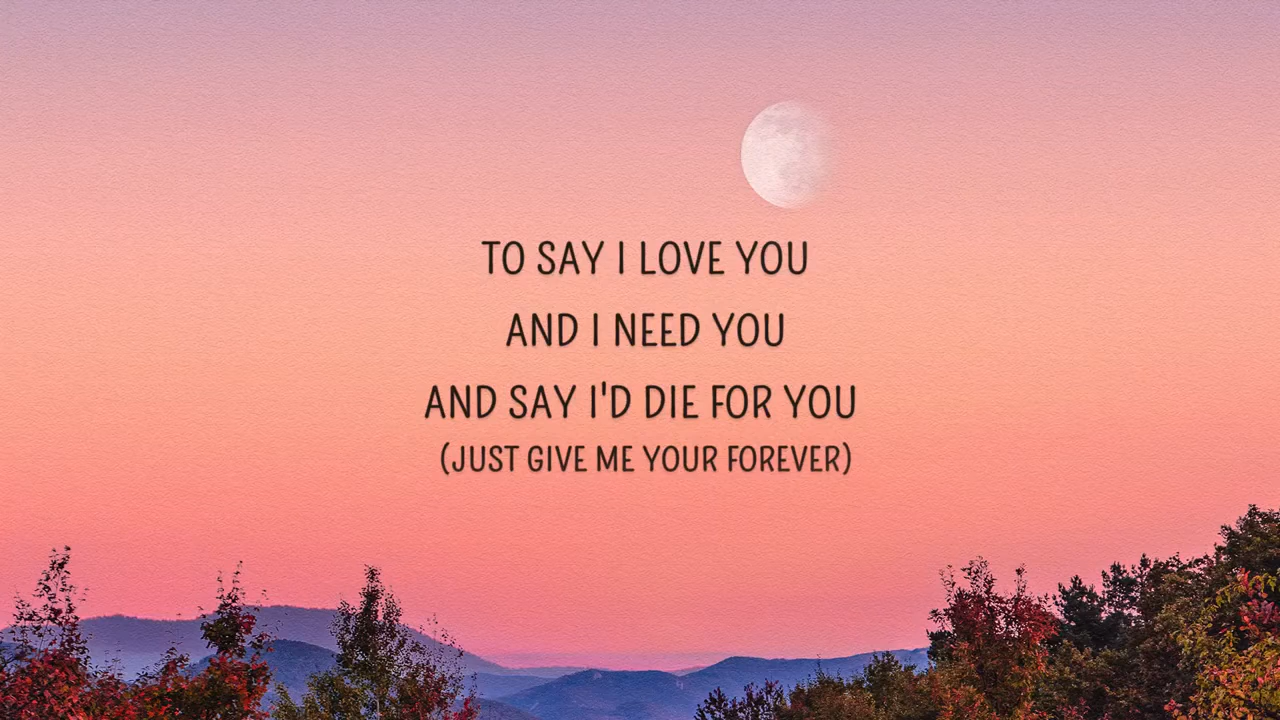 TO SAY I LOVE YOU
AND I NEED YOU
AND SAY I'D DIE FOR YOU
(JUST GIVE ME YOUR FOREVER)